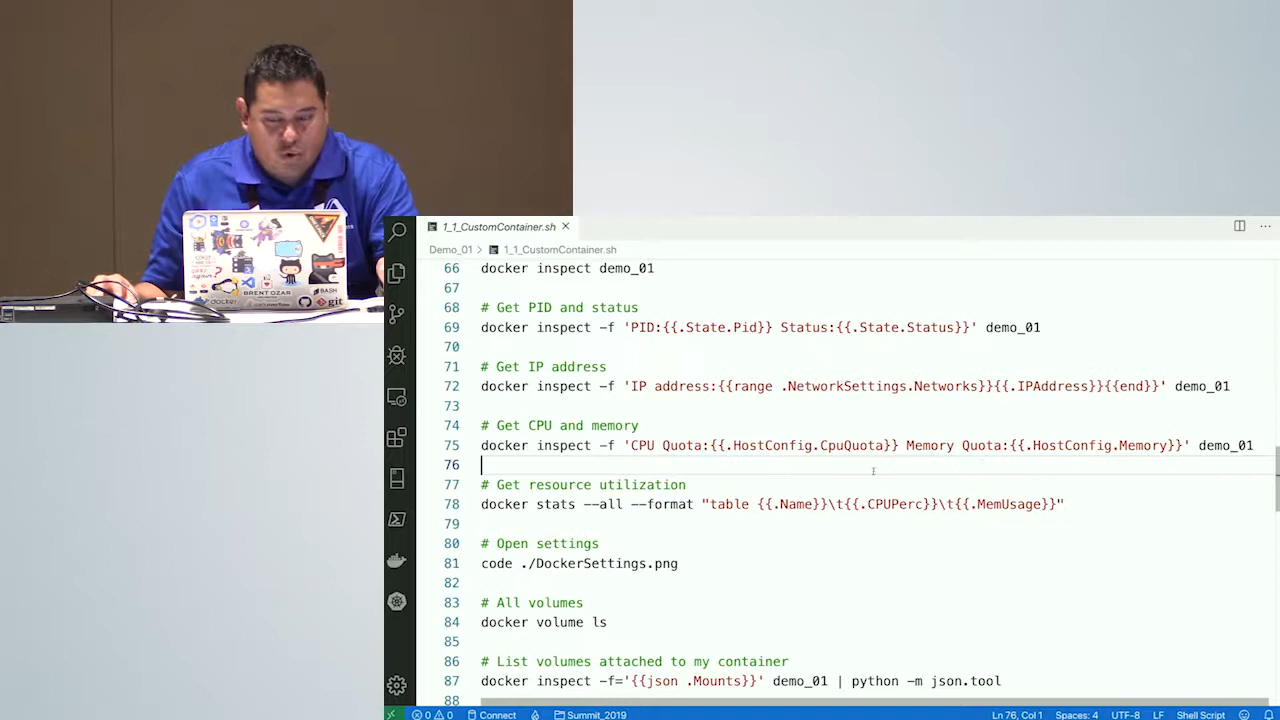 BRENT OZAR
docker
BASH
git
1_1_CustomContainer.sh
Demo_01 > 1_1_CustomContainer.sh
66 docker inspect demo_01
67
68 # Get PID and status
69 docker inspect -f 'PID:{{.State.Pid}} Status:{{.State.Status}}' demo_01
70
71 # Get IP address
72 docker inspect -f 'IP address:{{range .NetworkSettings.Networks}}{{.IPAddress}}{{end}}' demo_01
73
74 # Get CPU and memory
75 docker inspect -f 'CPU Quota:{{.HostConfig.CpuQuota}} Memory Quota:{{.HostConfig.Memory}}' demo_01
76
77 # Get resource utilization
78 docker stats --all --format "table {{.Name}}\t{{.CPUPerc}}\t{{.MemUsage}}"
79
80 # Open settings
81 code ./DockerSettings.png
82
83 # All volumes
84 docker volume ls
85
86 # List volumes attached to my container
87 docker inspect -f='{{json .Mounts}}' demo_01 | python -m json.tool
88
0 0 Connect Summit_2019 Ln 76, Col 1 Spaces: 4 UTF-8 LF Shell Script